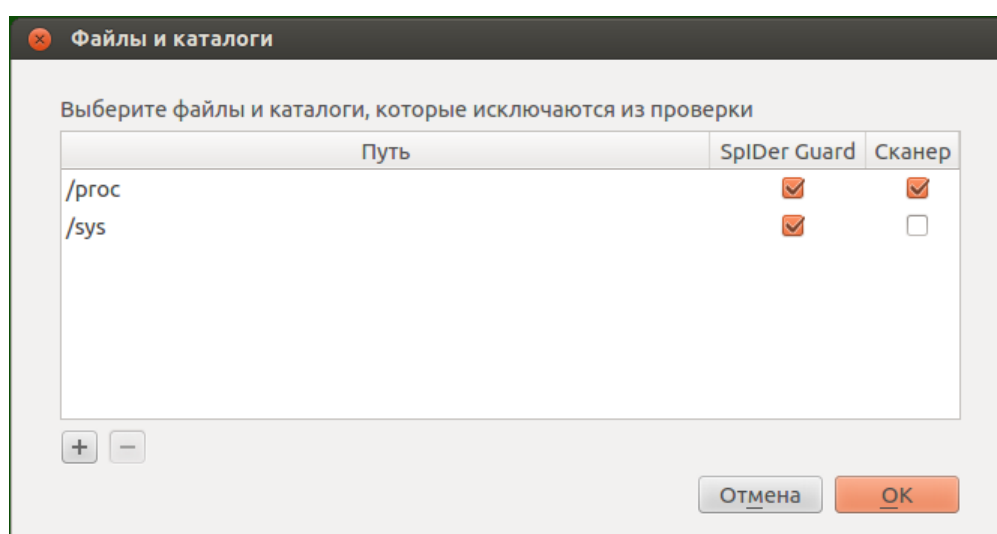 Файлы и каталоги
Выберите файлы и каталоги, которые исключаются из проверки
Путь SpIDer Guard Сканер
/proc
/sys
+ −
Отмена OK